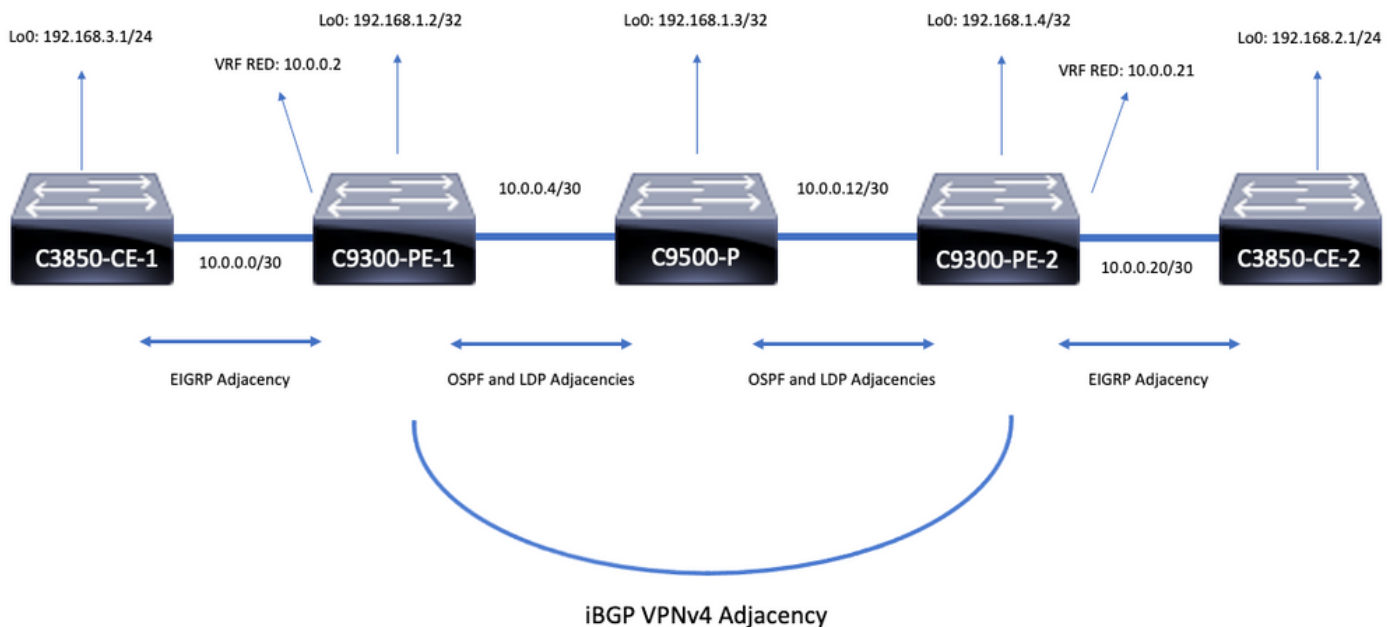 Lo0: 192.168.3.1/24
Lo0: 192.168.1.2/32
Lo0: 192.168.1.3/32
Lo0: 192.168.1.4/32
Lo0: 192.168.2.1/24
VRF RED: 10.0.0.2
VRF RED: 10.0.0.21
10.0.0.4/30
10.0.0.12/30
C3850-CE-1
C9300-PE-1
C9500-P
C9300-PE-2
C3850-CE-2
10.0.0.0/30
10.0.0.20/30
EIGRP Adjacency
OSPF and LDP Adjacencies
OSPF and LDP Adjacencies
EIGRP Adjacency
iBGP VPNv4 Adjacency